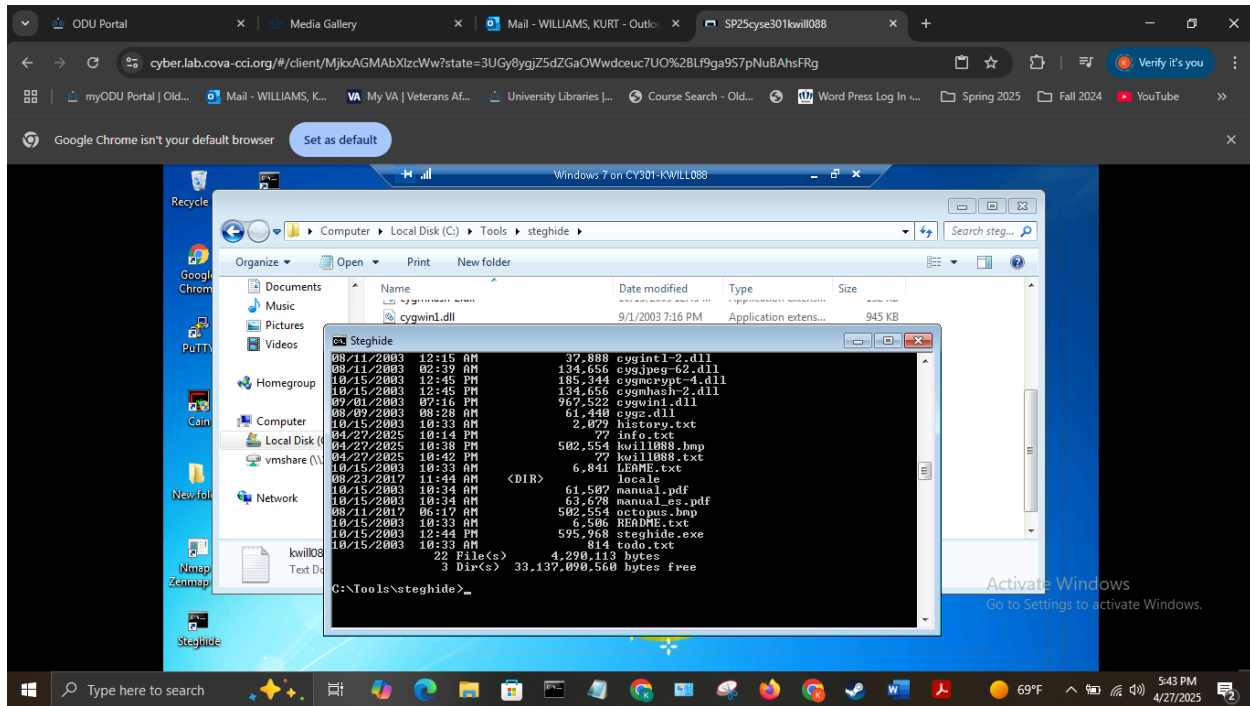 ODU Portal
Media Gallery
Mail - WILLIAMS, KURT - Outlo
SP25cyse301kwill088
cyber.lab.cova-cci.org/#/client/MjkxAGMAbXlzcWw?state=3UGy8ygjZ5dZGaOWwdceuc7UO%2BLf9ga9S7pNuBAhsFRg
Verify it's you
myODU Portal | Old...
Mail - WILLIAMS, K...
My VA | Veterans Af...
University Libraries |...
Course Search - Old...
Word Press Log In <...
Spring 2025
Fall 2024
YouTube
Google Chrome isn't your default browser
Set as default
Windows 7 on CY301-KWILL088
Recycle
Computer
Local Disk (C:)
Tools
steghide
Search steg...
Organize
Open
Print
New folder
Google
Chrom
Documents
Music
Pictures
Videos
Homegroup
Computer
Local Disk (
vmshare (\\
Network
Name Date modified Type Size
cygwin1.dll 9/1/2003 7:16 PM Application extens... 945 KB
PuTTY
Cain
New fol
Nmap
Zenmap
Steghide
kwill08
Text Do
Steghide
08/11/2003 12:15 AM 37,888 cygintl-2.dll
08/11/2003 02:39 AM 134,656 cygjpeg-62.dll
10/15/2003 12:45 PM 185,344 cygmcrypt-4.dll
10/15/2003 12:45 PM 134,656 cygmhash-2.dll
09/01/2003 07:16 PM 967,522 cygwin1.dll
08/09/2003 08:28 AM 61,440 cygz.dll
10/15/2003 10:33 AM 2,079 history.txt
04/27/2025 10:14 PM 77 info.txt
04/27/2025 10:38 PM 502,554 kwill088.bmp
04/27/2025 10:42 PM 77 kwill088.txt
10/15/2003 10:33 AM 6,841 LEAME.txt
08/23/2017 11:44 AM <DIR> locale
10/15/2003 10:34 AM 61,507 manual.pdf
10/15/2003 10:34 AM 63,678 manual_es.pdf
08/11/2017 06:17 AM 502,554 octopus.bmp
10/15/2003 10:33 AM 6,506 README.txt
10/15/2003 12:44 PM 595,968 steghide.exe
10/15/2003 10:33 AM 814 todo.txt
22 File(s) 4,290,113 bytes
3 Dir(s) 33,137,090,560 bytes free
C:\Tools\steghide>_
Activate Windows
Go to Settings to activate Windows.
Type here to search
69°F
5:43 PM
4/27/2025
2